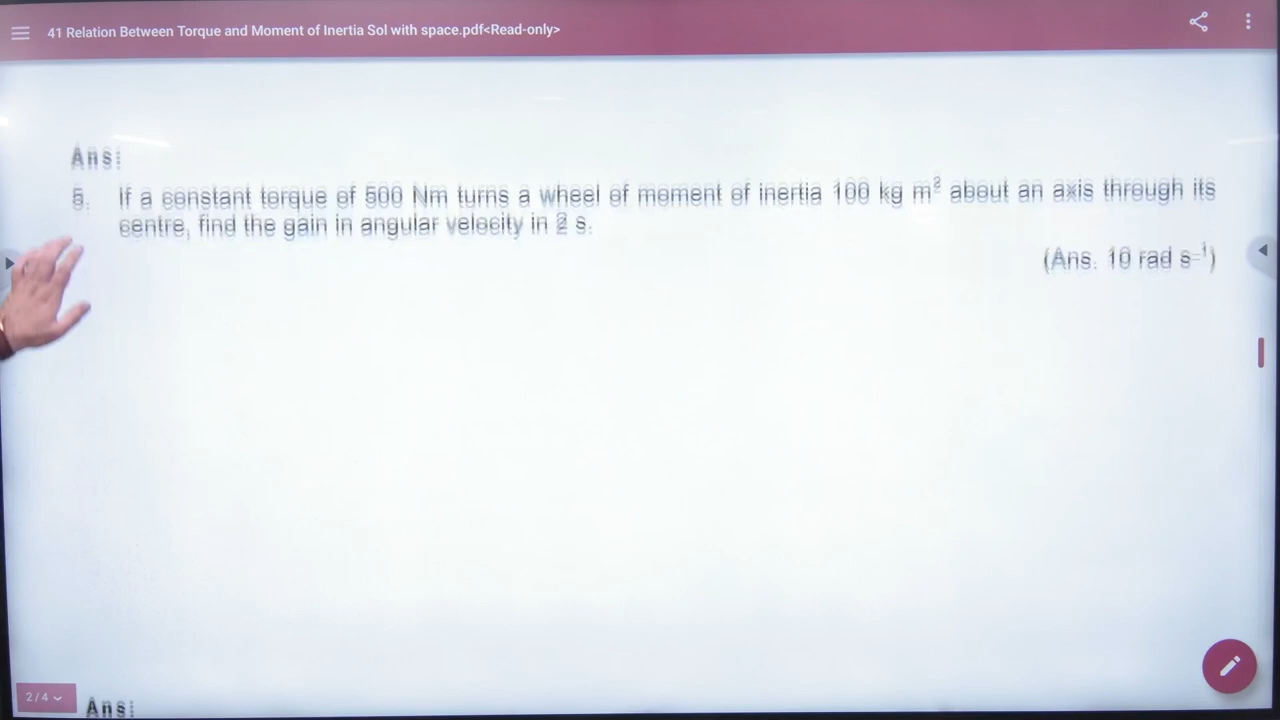 41 Relation Between Torque and Moment of Inertia Sol with space.pdf<Read-only>
Ans:
5. If a constant torque of 500 Nm turns a wheel of moment of inertia 100 kg m² about an axis through its
centre, find the gain in angular velocity in 2 s.
(Ans. 10 rad s⁻¹)
2 / 4
Ans: